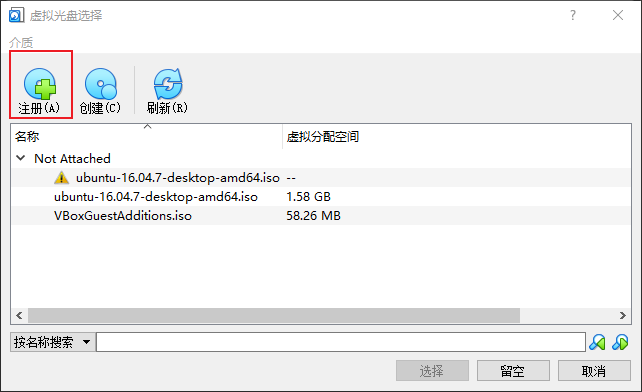 虚拟光盘选择
介质
注册(A) 创建(C) 刷新(R)
名称 虚拟分配空间
Not Attached
ubuntu-16.04.7-desktop-amd64.iso --
ubuntu-16.04.7-desktop-amd64.iso 1.58 GB
VBoxGuestAdditions.iso 58.26 MB
按名称搜索
选择 留空 取消